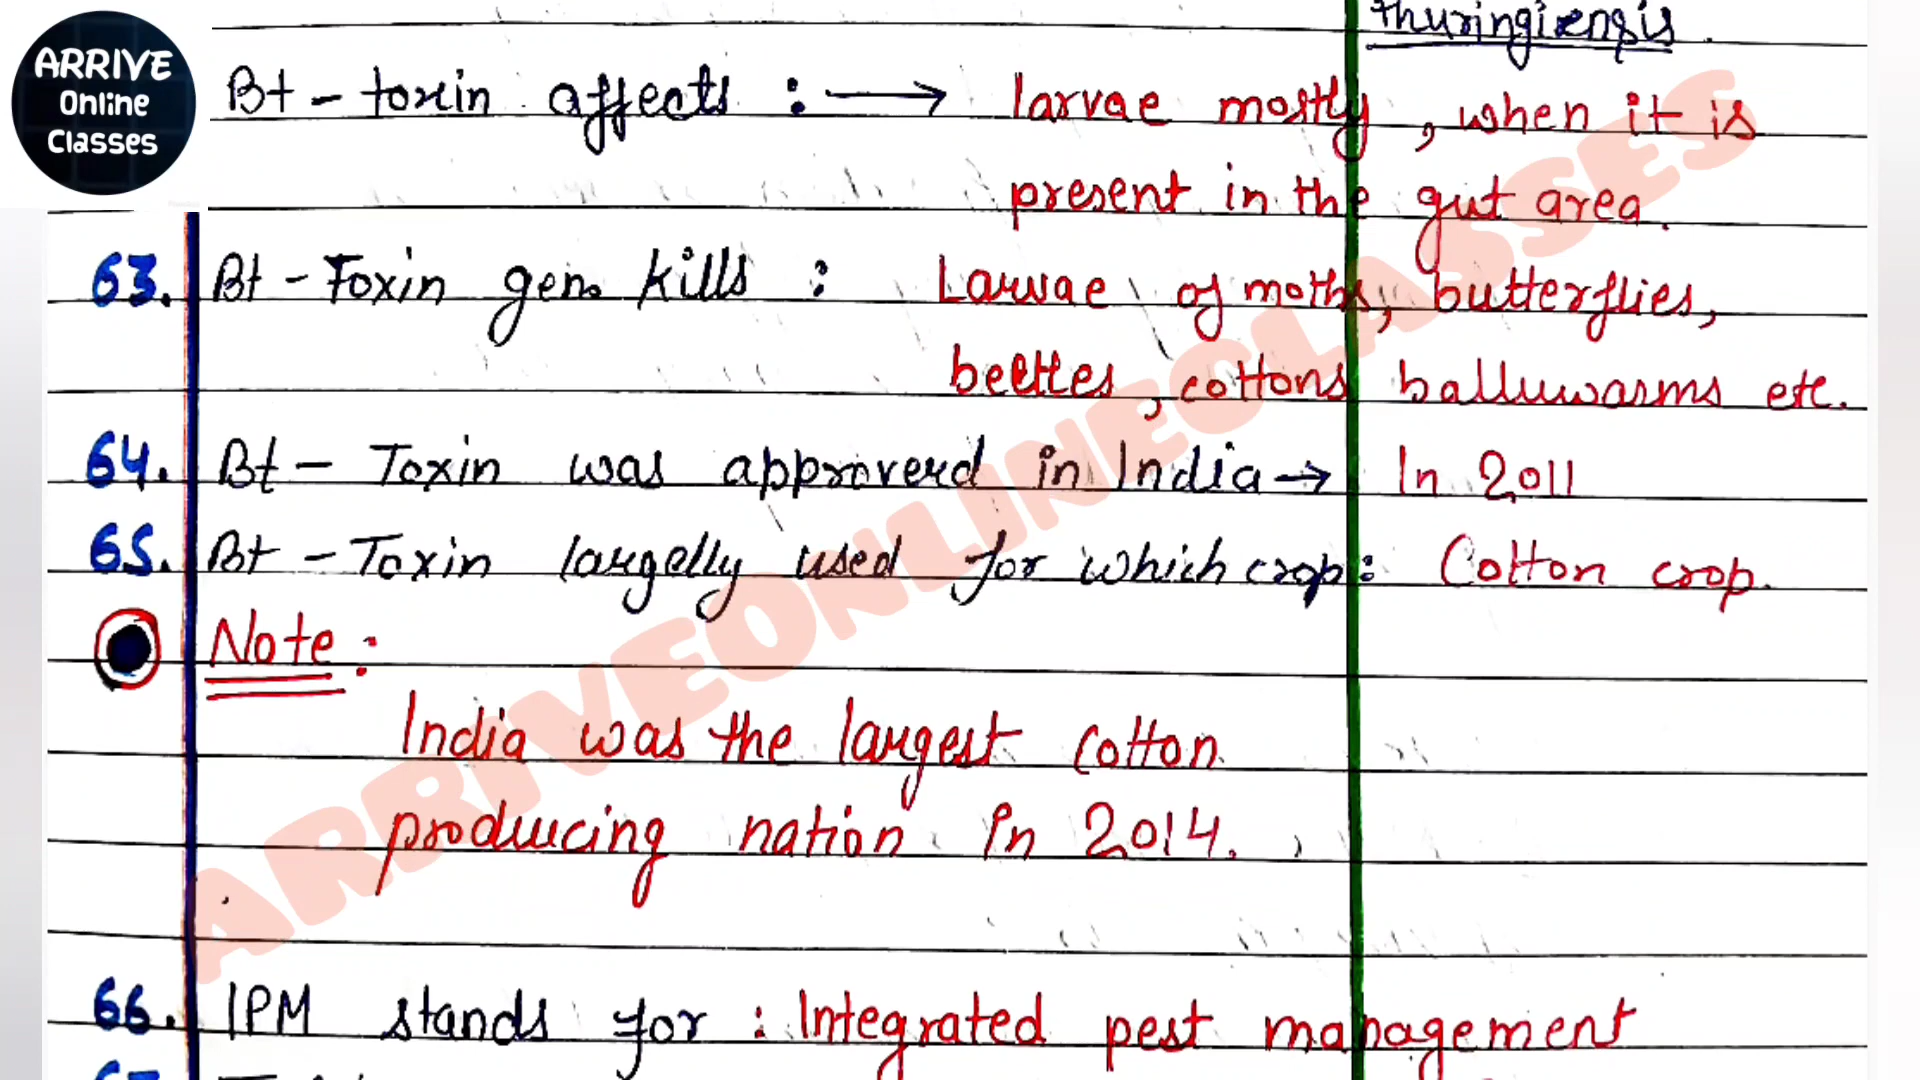 ARRIVE
Online
Classes
thuringiensis.
Bt - toxin affects : → larvae mostly, when it is
present in the gut area.
63. Bt - Toxin gen. kills : Larvae of moths, butterflies,
beeltes, cottons balluwarms etc.
64. Bt - Toxin was approverd in India → In 2011
65. Bt - Toxin largelly used for which crop: Cotton crop.
Note :
India was the largest cotton
producing nation in 2014.
66. IPM stands for : Integrated pest management
ARRIVEONLINECLASSES